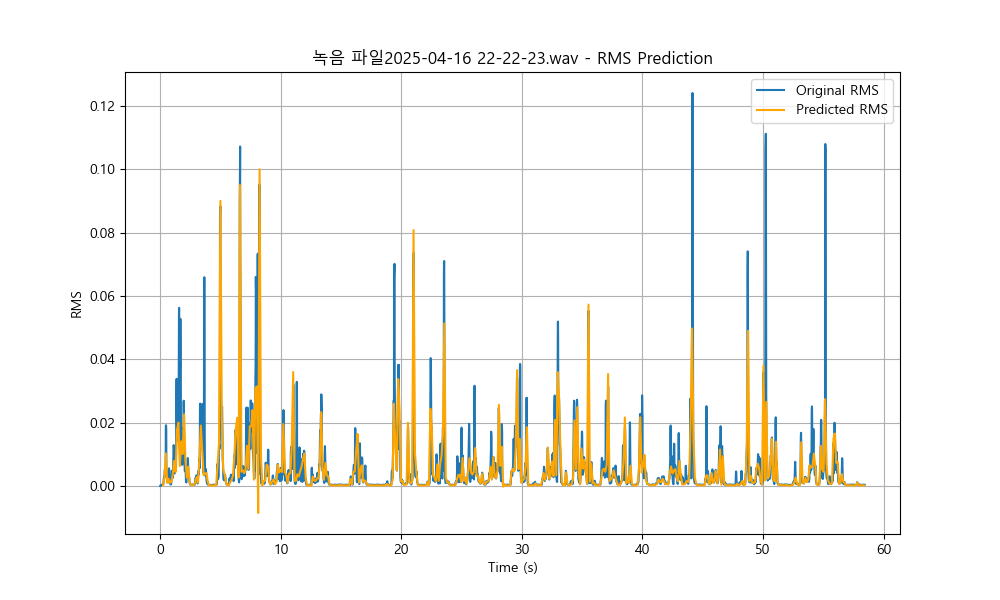 녹음 파일2025-04-16 22-22-23.wav - RMS Prediction
Original RMS
Predicted RMS
0.12
0.10
0.08
0.06
0.04
0.02
0.00
RMS
0 10 20 30 40 50 60
Time (s)